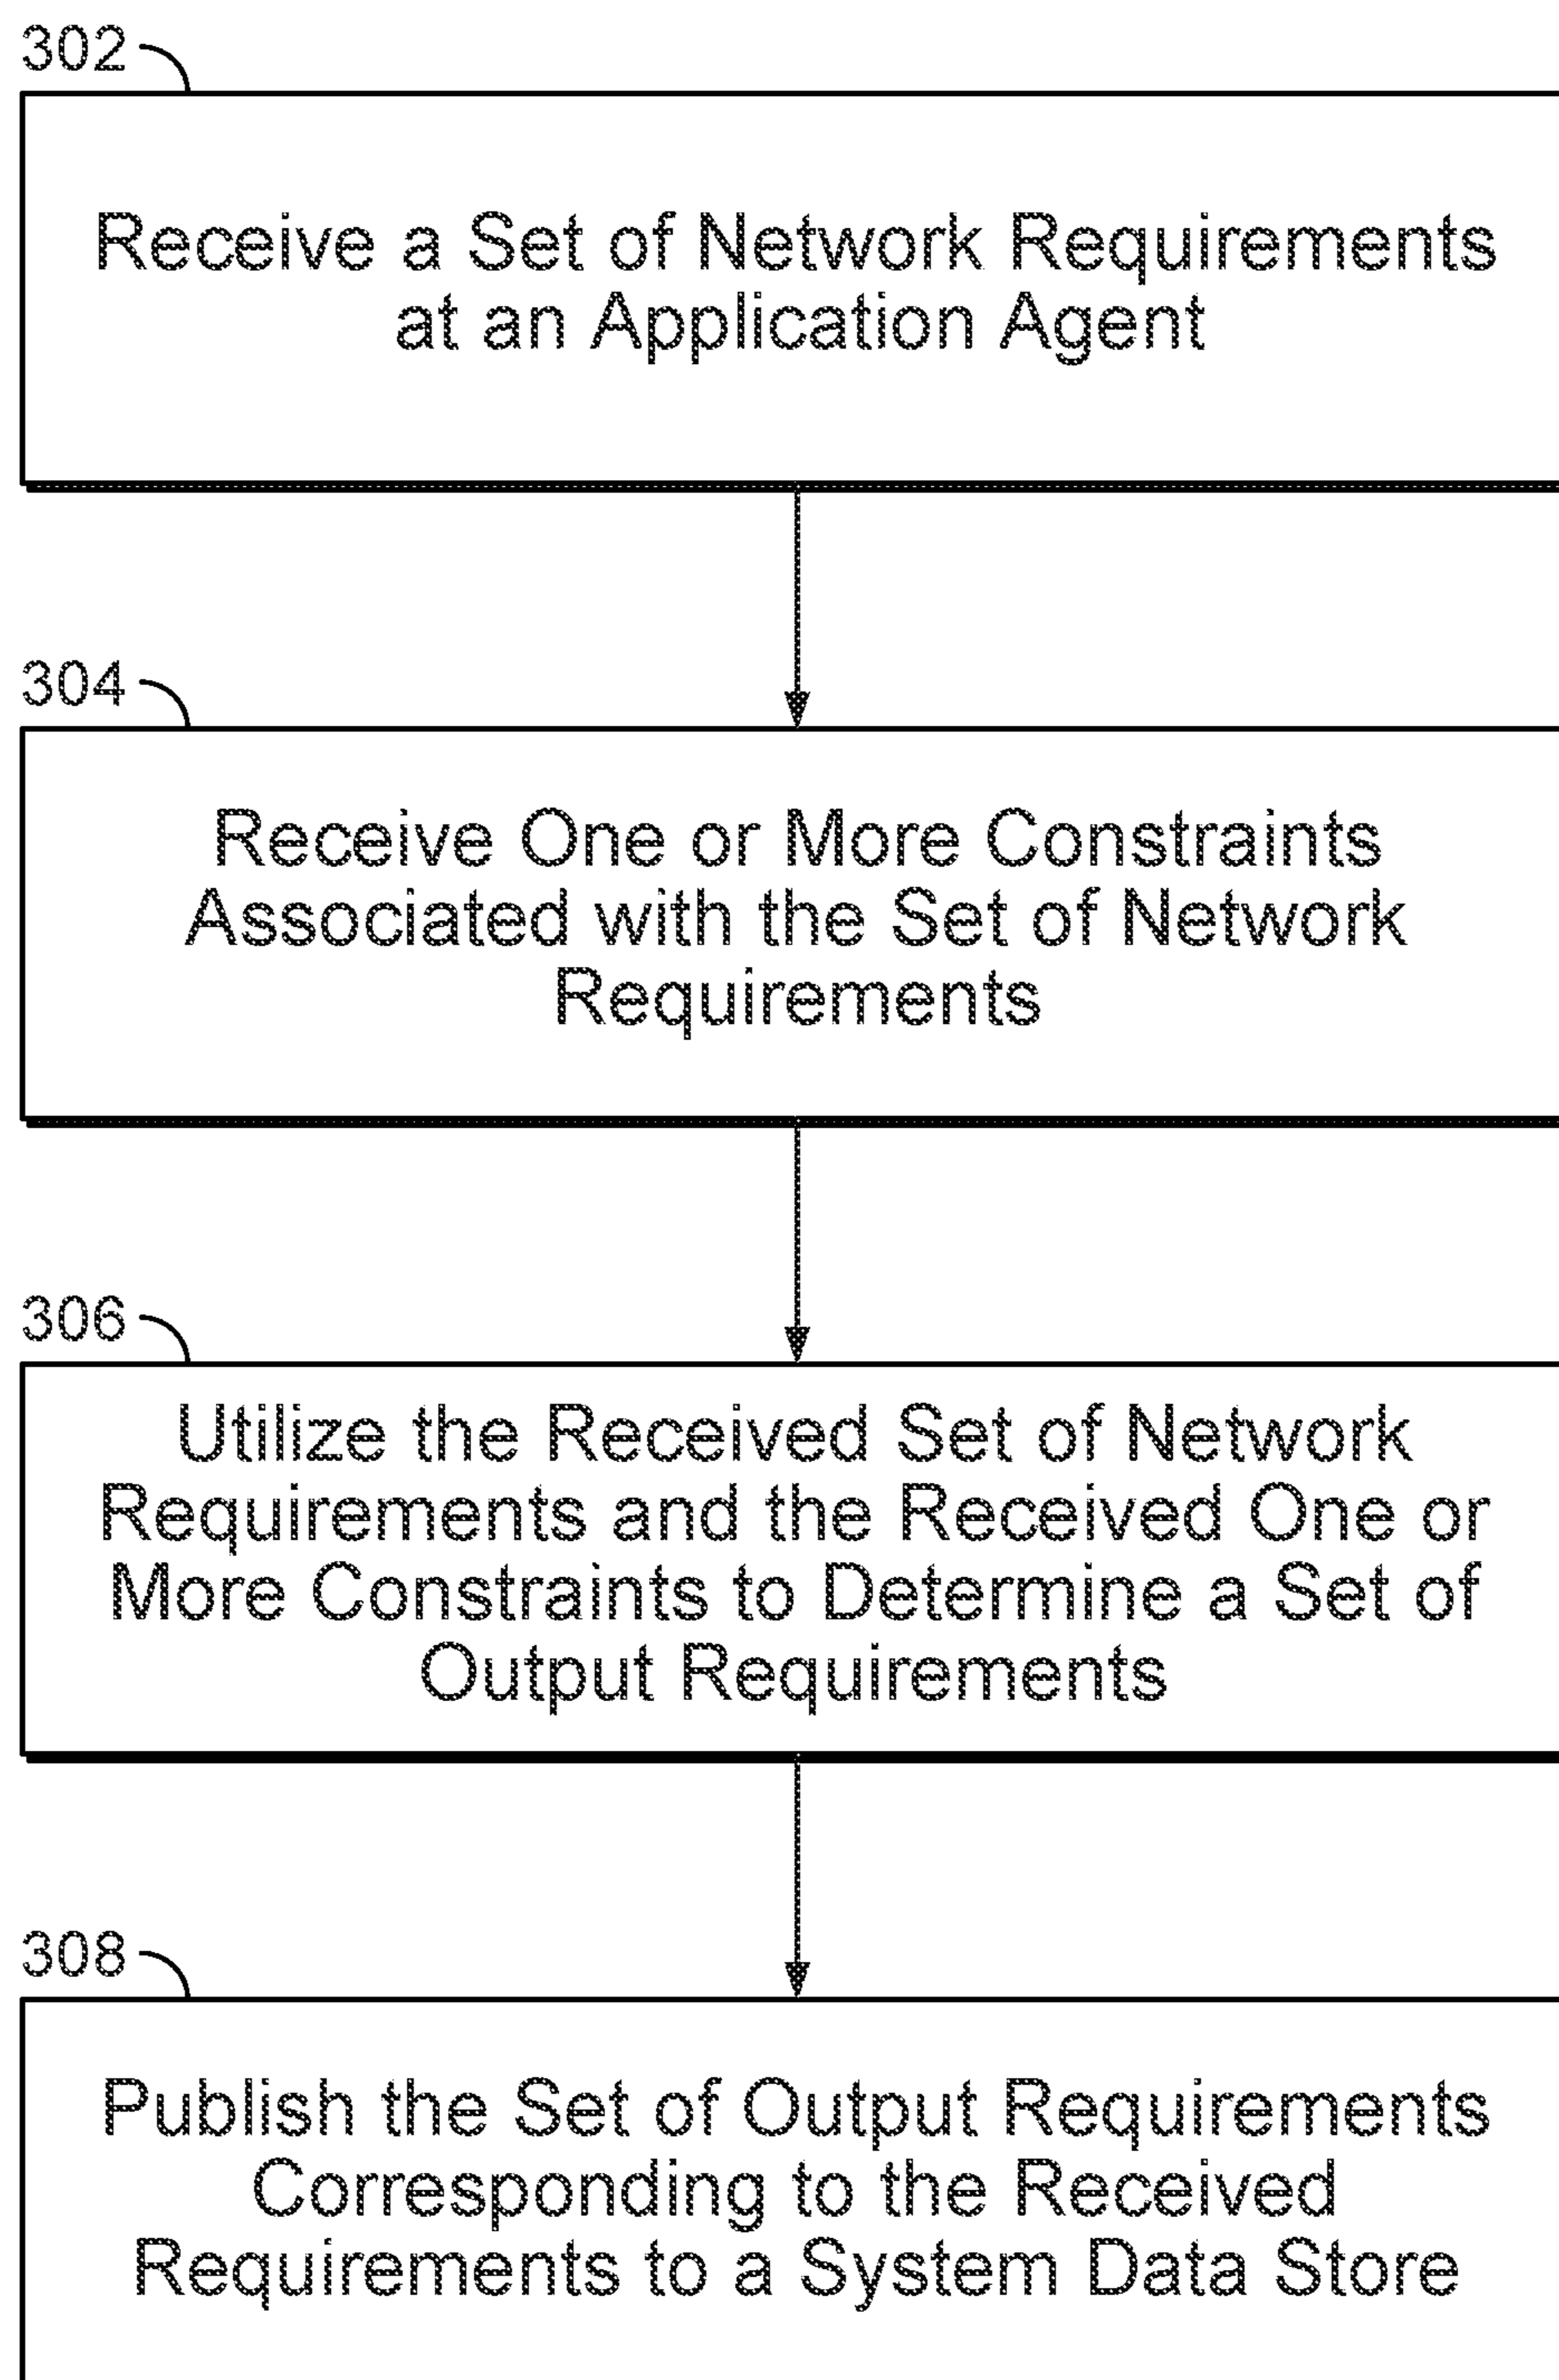 302
Receive a Set of Network Requirements
at an Application Agent
304
Receive One or More Constraints
Associated with the Set of Network
Requirements
306
Utilize the Received Set of Network
Requirements and the Received One or
More Constraints to Determine a Set of
Output Requirements
308
Publish the Set of Output Requirements
Corresponding to the Received
Requirements to a System Data Store